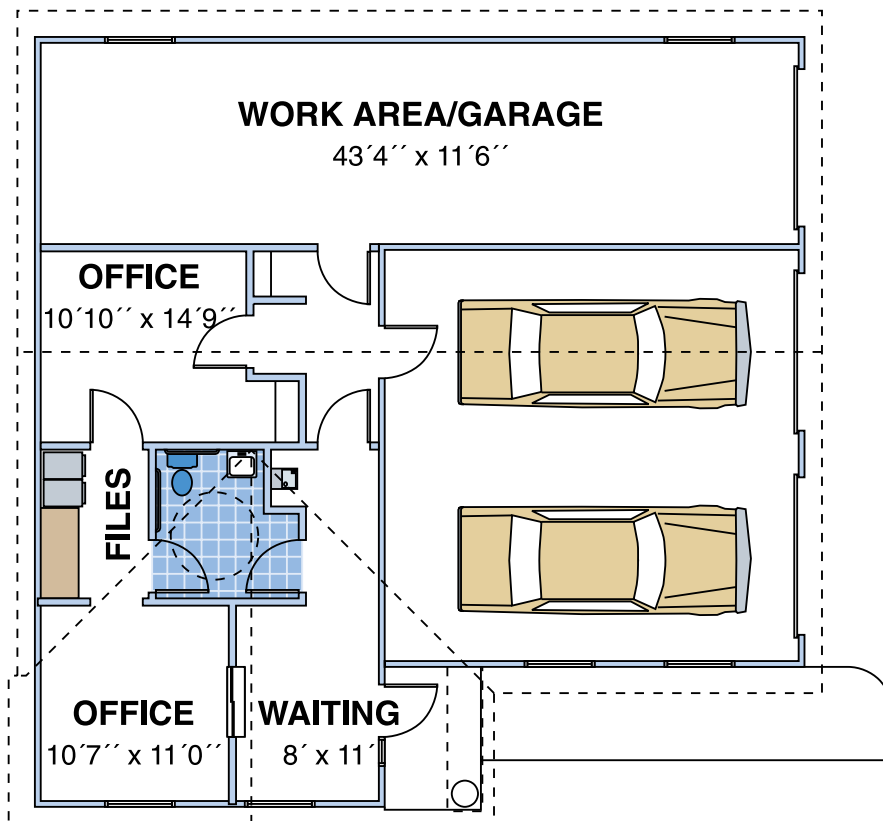 WORK AREA/GARAGE
43´4´´ x 11´6´´
OFFICE
10´10´´ x 14´9´´
FILES
OFFICE
10´7´´ x 11´0´´
WAITING
8´ x 11´